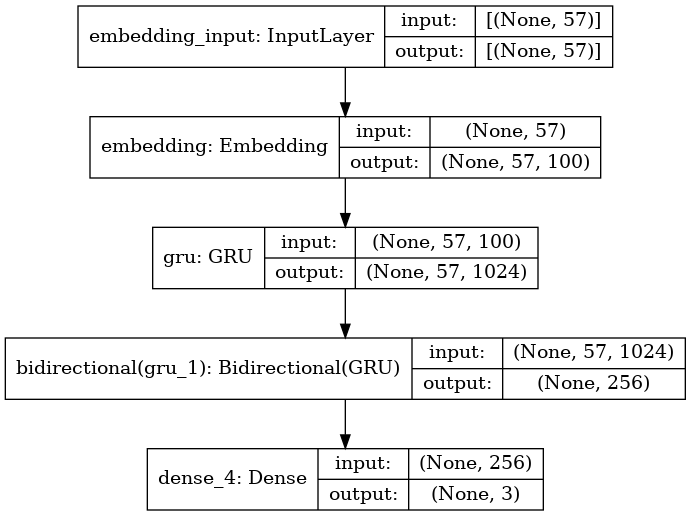 embedding_input: InputLayer
input: [(None, 57)]
output: [(None, 57)]
embedding: Embedding
input: (None, 57)
output: (None, 57, 100)
gru: GRU
input: (None, 57, 100)
output: (None, 57, 1024)
bidirectional(gru_1): Bidirectional(GRU)
input: (None, 57, 1024)
output: (None, 256)
dense_4: Dense
input: (None, 256)
output: (None, 3)